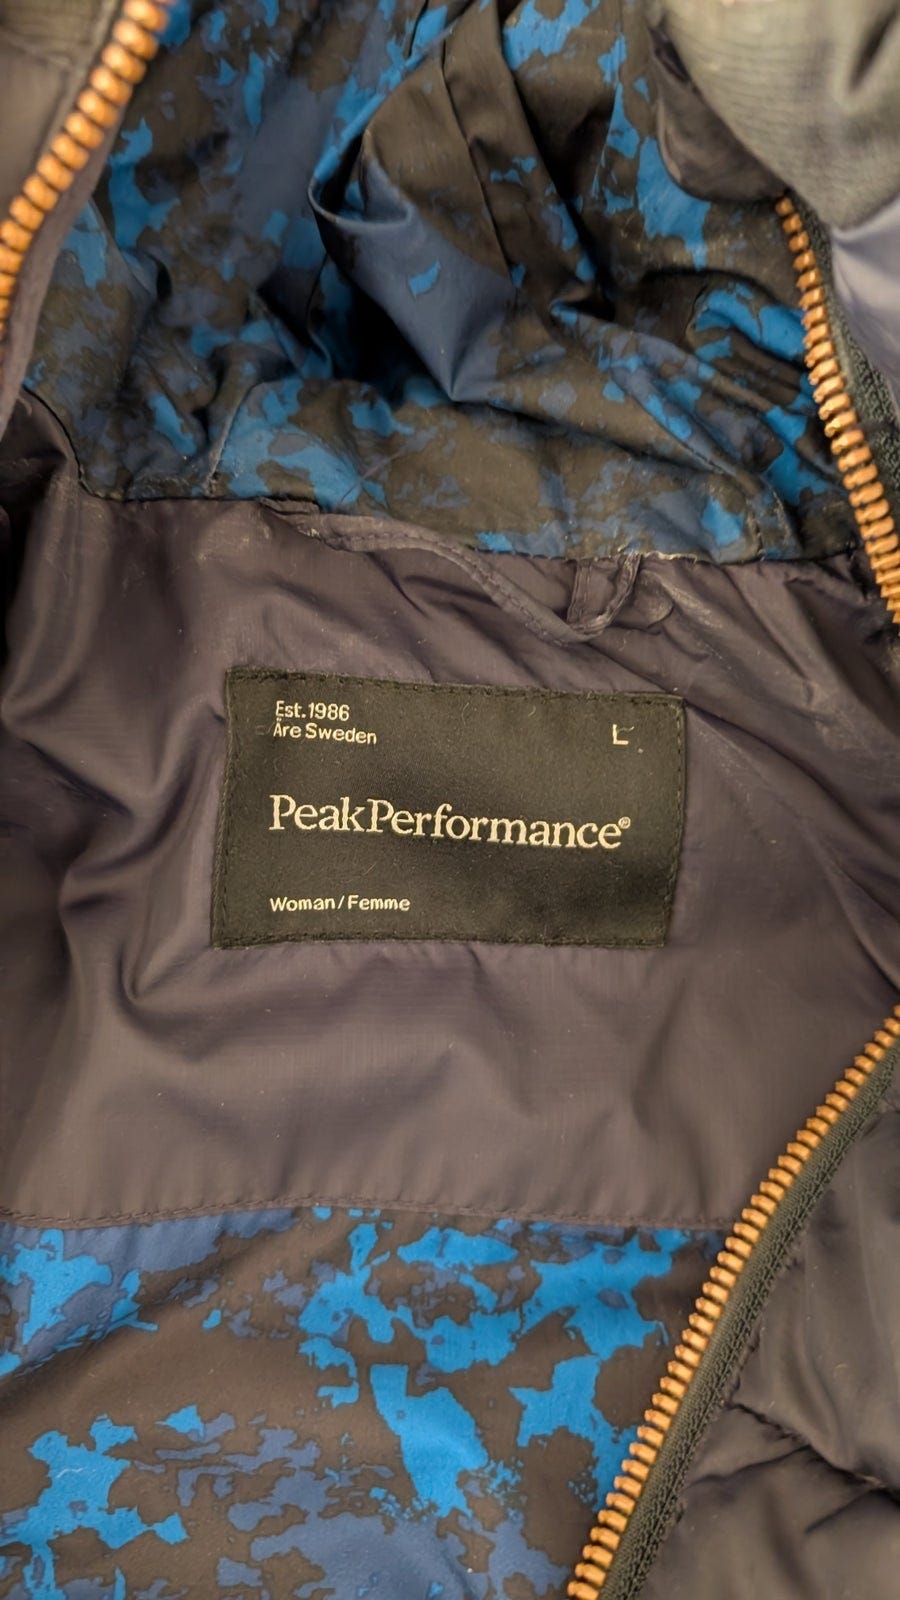 Est.1986
Åre Sweden
L
PeakPerformance®
Woman/Femme